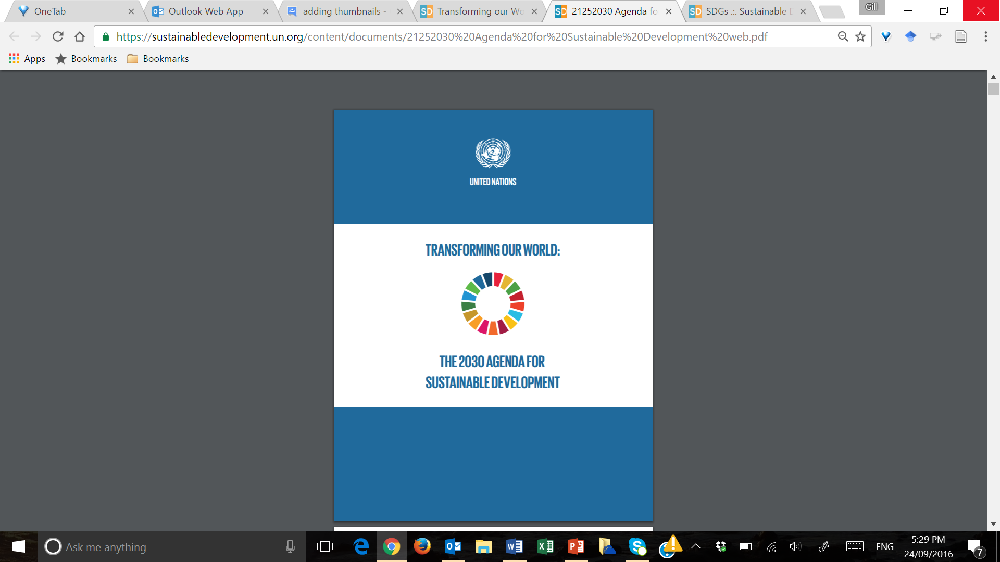 OneTab
Outlook Web App
adding thumbnails -
Transforming our Wo
21252030 Agenda fo
SDGs .:. Sustainable D
Gill
https://sustainabledevelopment.un.org/content/documents/21252030%20Agenda%20for%20Sustainable%20Development%20web.pdf
Apps
Bookmarks
Bookmarks
UNITED NATIONS
TRANSFORMING OUR WORLD:
THE 2030 AGENDA FOR
SUSTAINABLE DEVELOPMENT
Ask me anything
ENG
5:29 PM
24/09/2016
7